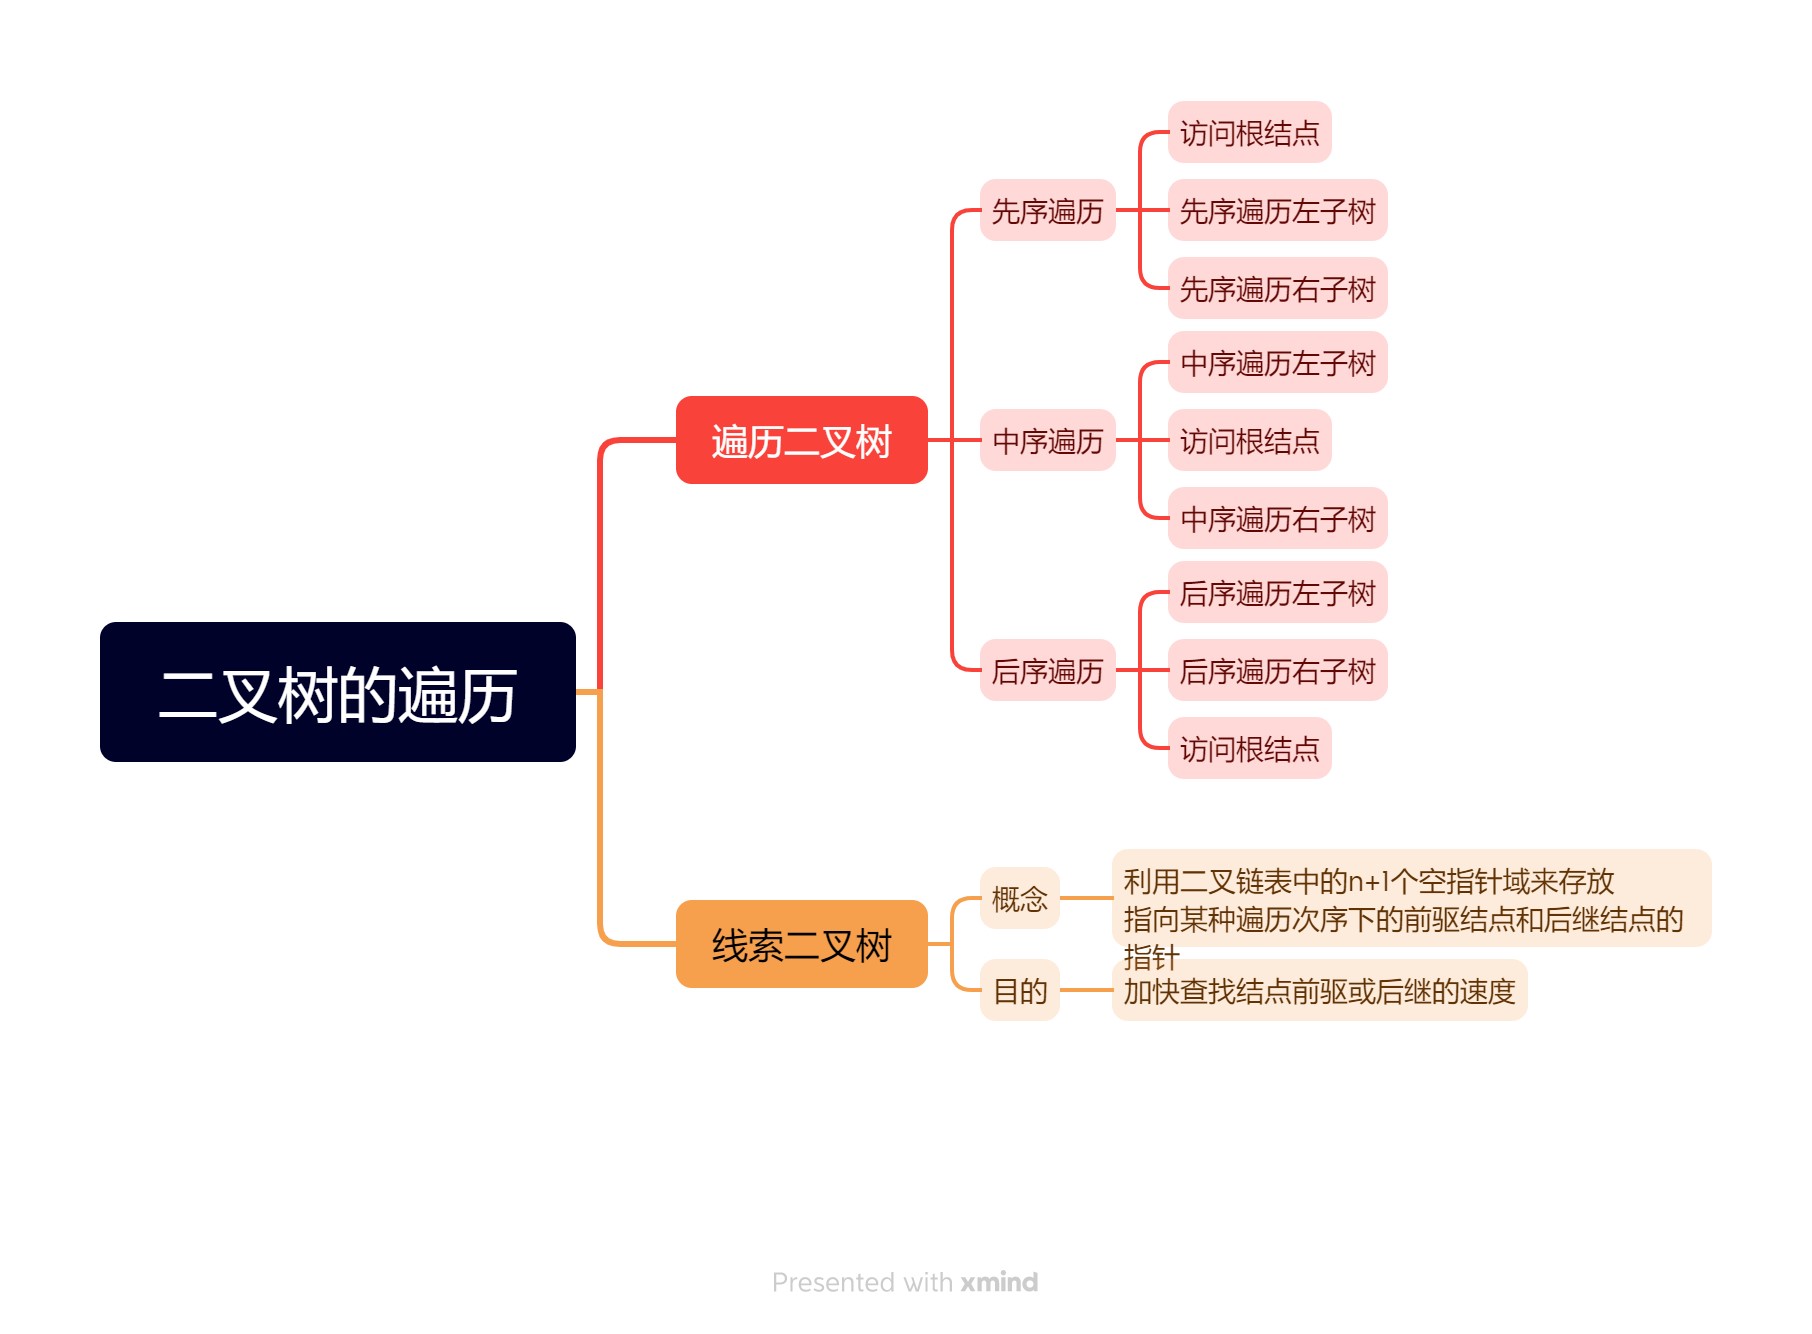 二叉树的遍历
遍历二叉树
先序遍历
访问根结点
先序遍历左子树
先序遍历右子树
中序遍历
中序遍历左子树
访问根结点
中序遍历右子树
后序遍历
后序遍历左子树
后序遍历右子树
访问根结点
线索二叉树
概念
利用二叉链表中的n+1个空指针域来存放
指向某种遍历次序下的前驱结点和后继结点的
指针
目的
加快查找结点前驱或后继的速度
Presented with xmind